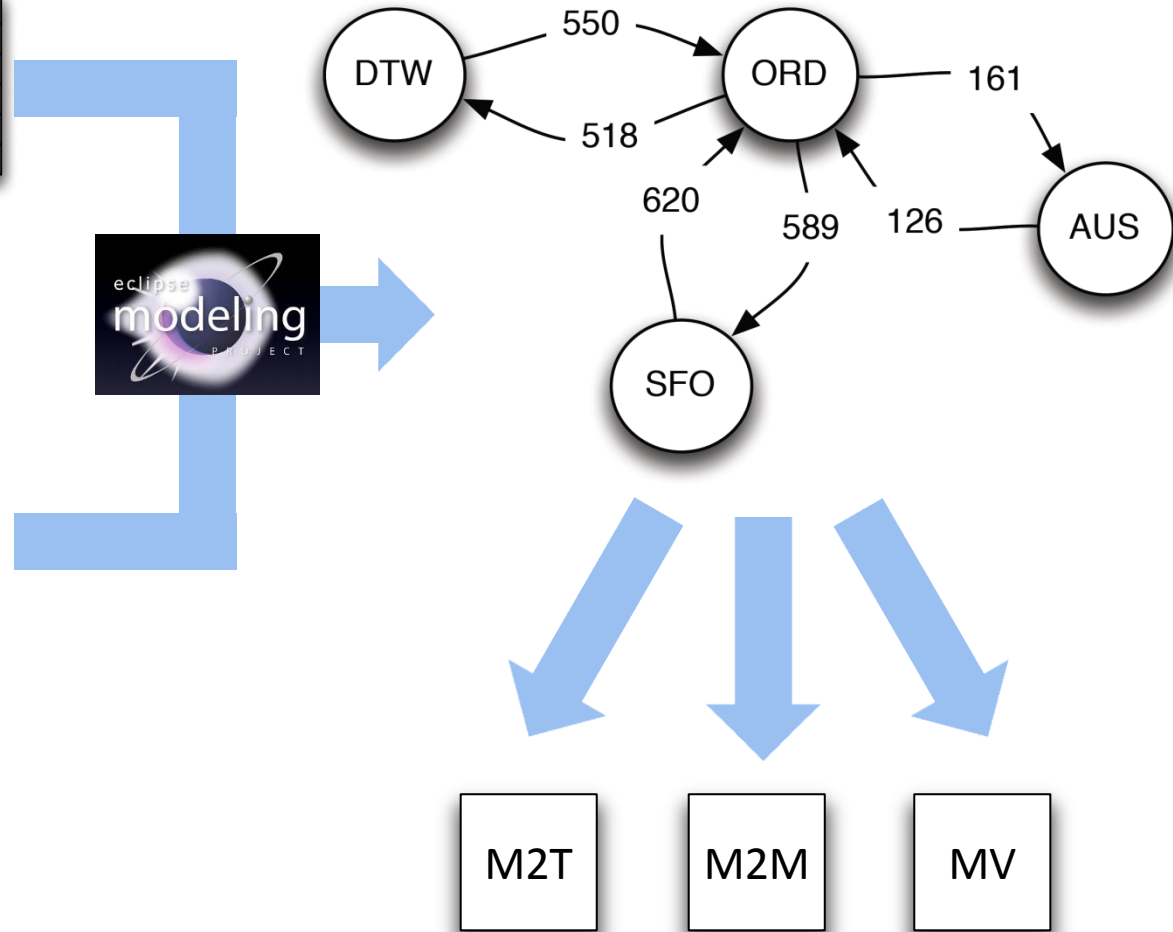 550
DTW
ORD
161
518
620
589
126
AUS
eclipse
modeling
PROJECT
SFO
M2T
M2M
MV